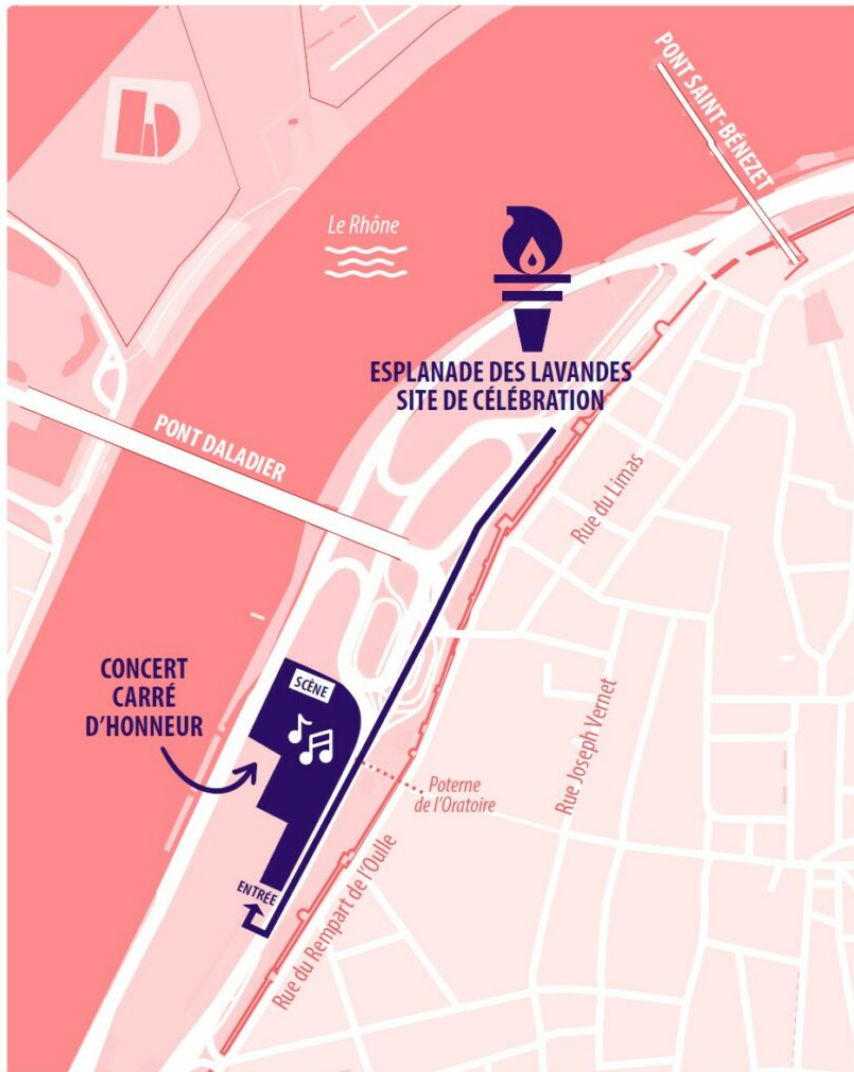 PONT SAINT-BÉNEZET
Le Rhône
ESPLANADE DES LAVANDES
SITE DE CÉLÉBRATION
PONT DALADIER
Rue du Limas
CONCERT
CARRÉ
D'HONNEUR
SCÈNE
Rue Joseph Vernet
Poterne
de l'Oratoire
ENTRÉE
Rue du Rempart de l'Oulle